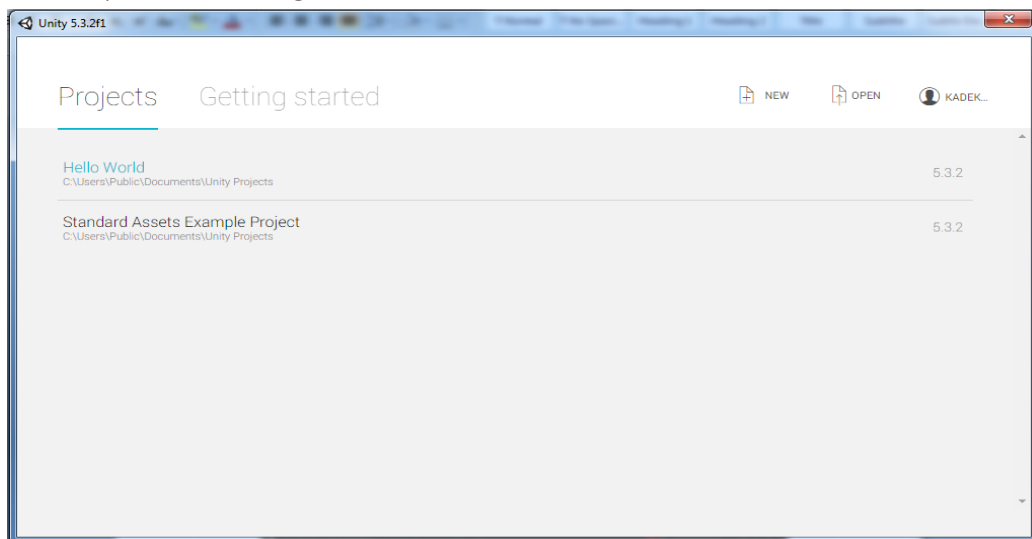 Unity 5.3.2f1
Projects Getting started NEW OPEN KADEK...
Hello World
C:\Users\Public\Documents\Unity Projects
5.3.2
Standard Assets Example Project
C:\Users\Public\Documents\Unity Projects
5.3.2